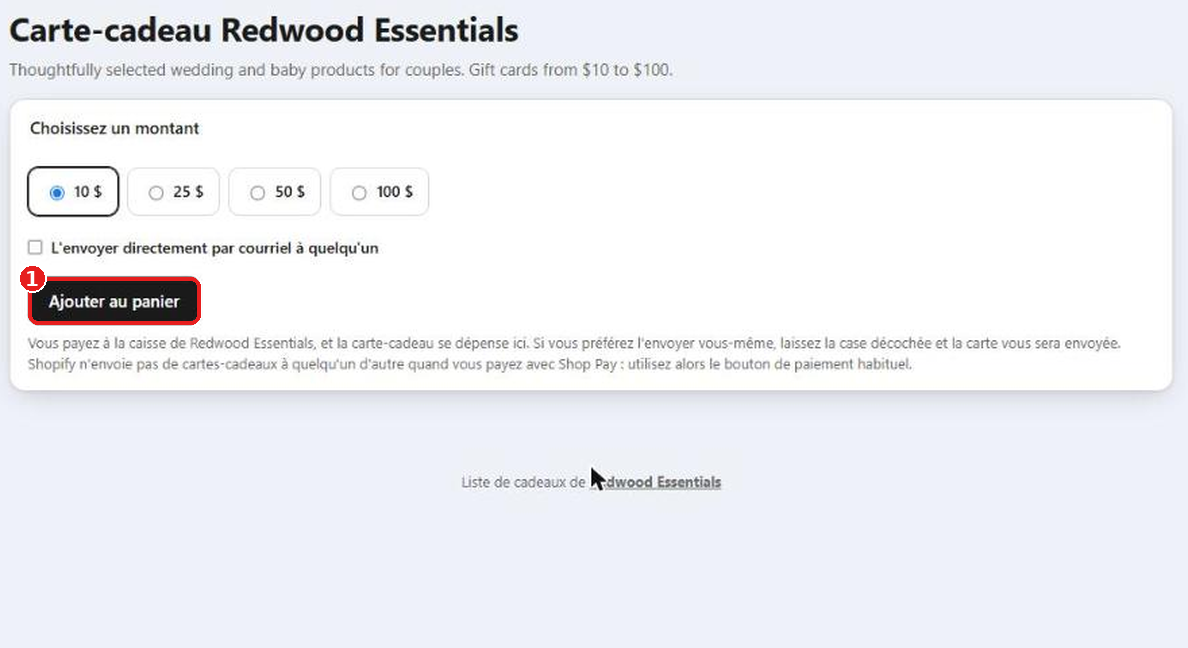 Carte-cadeau Redwood Essentials
Thoughtfully selected wedding and baby products for couples. Gift cards from $10 to $100.
Choisissez un montant
10 $ 25 $ 50 $ 100 $
L'envoyer directement par courriel à quelqu'un
1
Ajouter au panier
Vous payez à la caisse de Redwood Essentials, et la carte-cadeau se dépense ici. Si vous préférez l'envoyer vous-même, laissez la case décochée et la carte vous sera envoyée.
Shopify n'envoie pas de cartes-cadeaux à quelqu'un d'autre quand vous payez avec Shop Pay : utilisez alors le bouton de paiement habituel.
Liste de cadeaux de Redwood Essentials